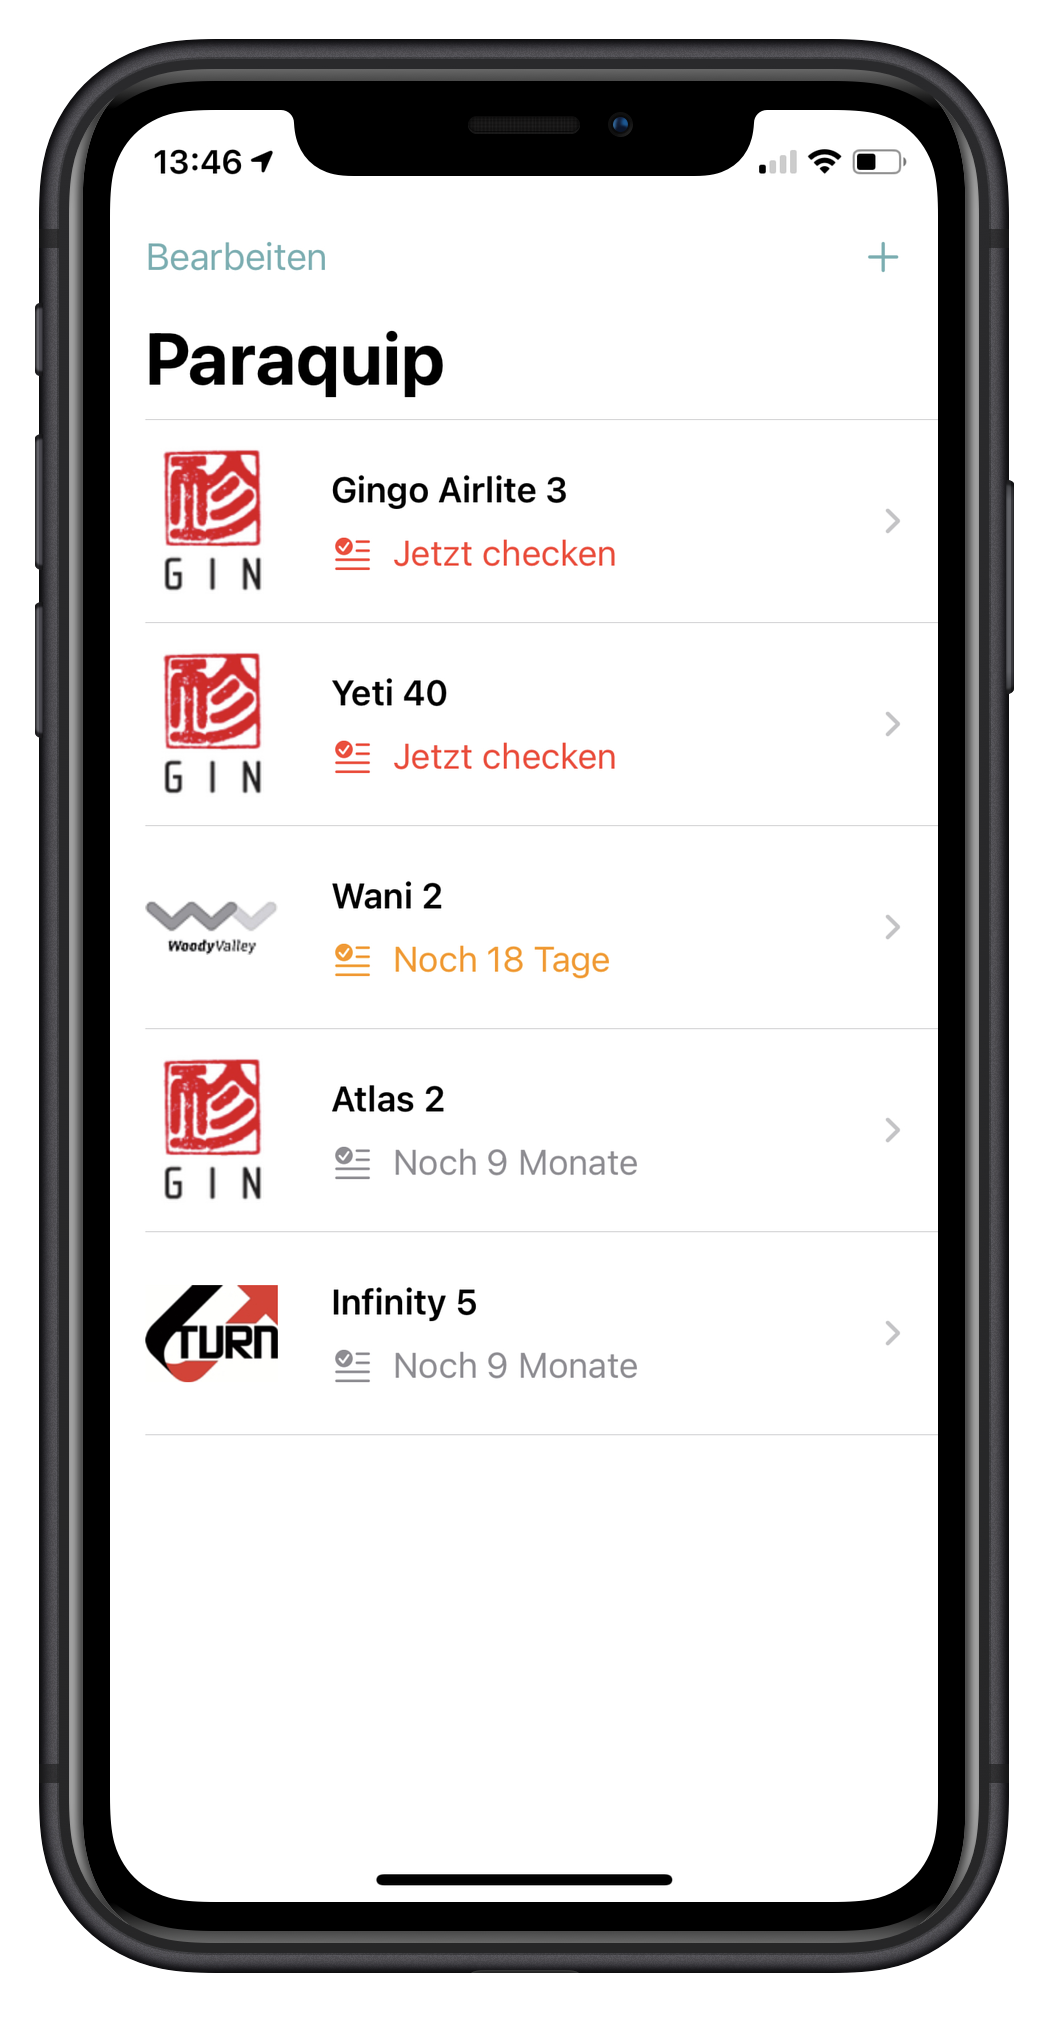 13:46
Bearbeiten
+
Paraquip
GIN
Gingo Airlite 3
Jetzt checken
GIN
Yeti 40
Jetzt checken
WoodyValley
Wani 2
Noch 18 Tage
GIN
Atlas 2
Noch 9 Monate
TURN
Infinity 5
Noch 9 Monate